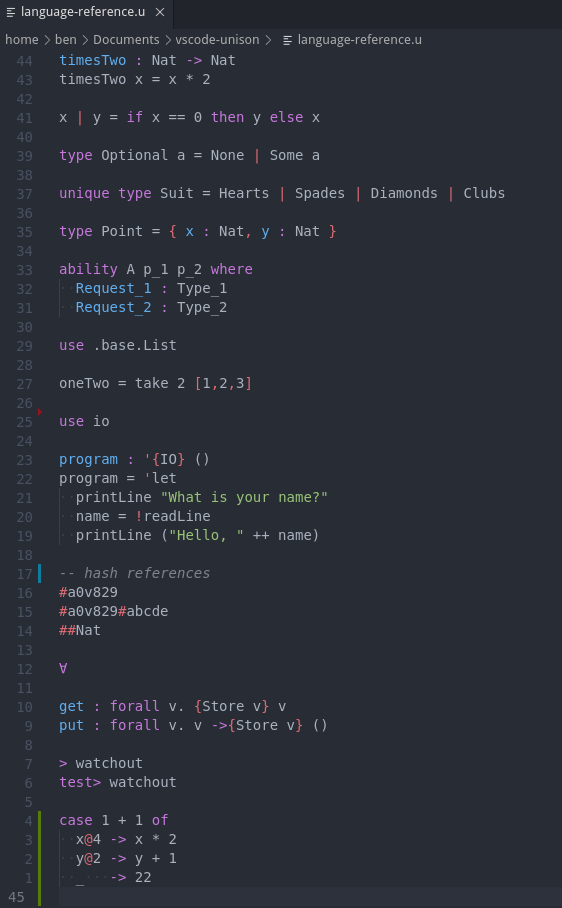 language-reference.u ×
home > ben > Documents > vscode-unison > language-reference.u
44 timesTwo : Nat -> Nat
43 timesTwo x = x * 2
42
41 x | y = if x == 0 then y else x
40
39 type Optional a = None | Some a
38
37 unique type Suit = Hearts | Spades | Diamonds | Clubs
36
35 type Point = { x : Nat, y : Nat }
34
33 ability A p_1 p_2 where
32   Request_1 : Type_1
31   Request_2 : Type_2
30
29 use .base.List
28
27 oneTwo = take 2 [1,2,3]
26
25 use io
24
23 program : '{IO} ()
22 program = 'let
21   printLine "What is your name?"
20   name = !readLine
19   printLine ("Hello, " ++ name)
18
17 -- hash references
16 #a0v829
15 #a0v829#abcde
14 ##Nat
13
12 ∀
11
10 get : forall v. {Store v} v
9 put : forall v. v ->{Store v} ()
8
7 > watchout
6 test> watchout
5
4 case 1 + 1 of
3   x@4 -> x * 2
2   y@2 -> y + 1
1   _   -> 22
45